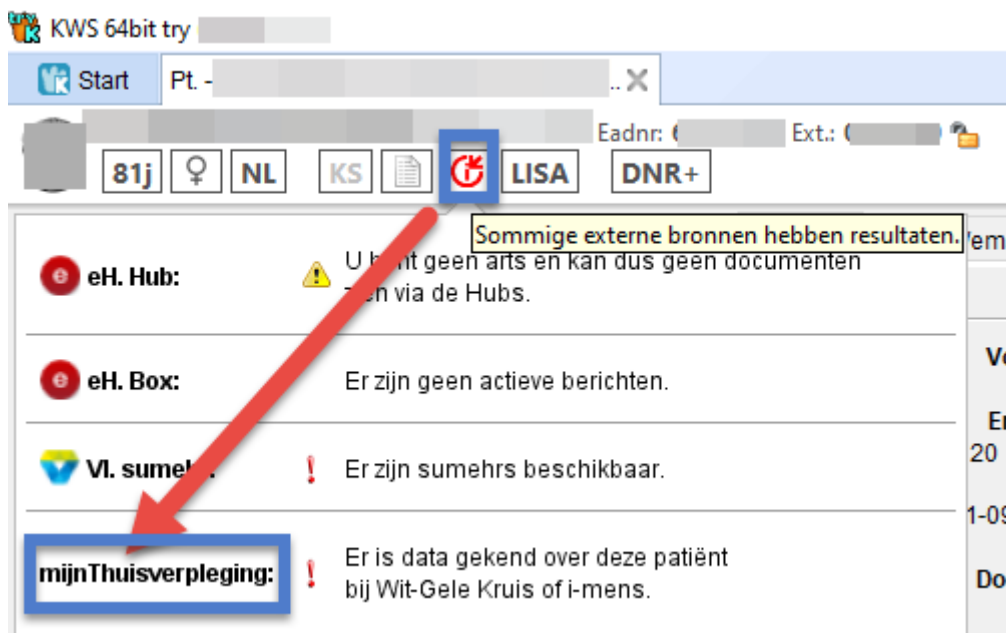 KWS 64bit try
Start Pt. -
.. 
Eadnr: Ext.:
81j ♀ NL KS LISA DNR+
Sommige externe bronnen hebben resultaten.
eH. Hub: U bent geen arts en kan dus geen documenten
zien via de Hubs.
eH. Box: Er zijn geen actieve berichten.
Vl. sumehr: Er zijn sumehrs beschikbaar.
20
mijnThuisverpleging: Er is data gekend over deze patiënt
bij Wit-Gele Kruis of i-mens.